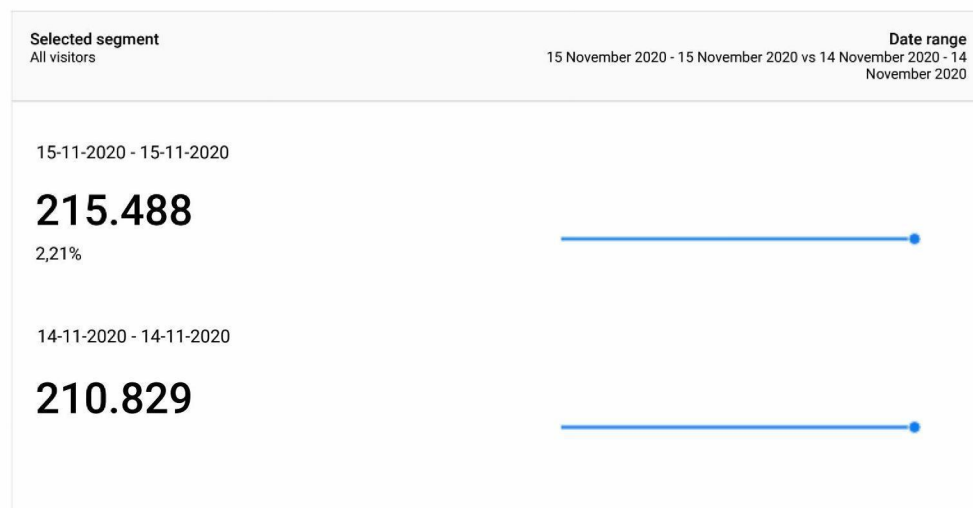 Selected segment
All visitors
Date range
15 November 2020 - 15 November 2020 vs 14 November 2020 - 14
November 2020
15-11-2020 - 15-11-2020
215.488
2,21%
14-11-2020 - 14-11-2020
210.829